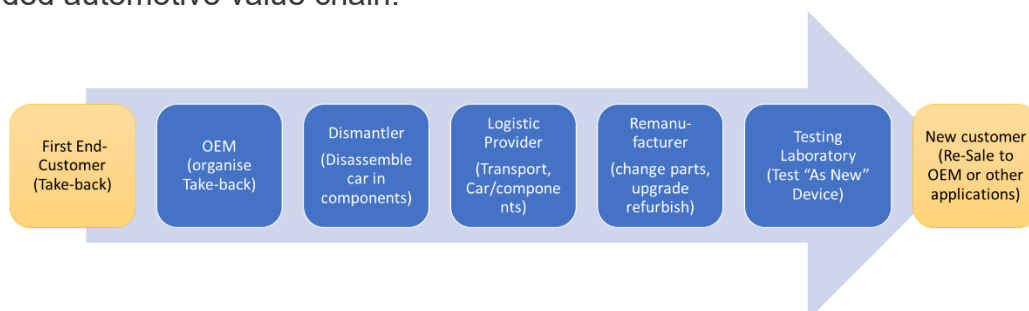 ded automotive value chain.
First End-
Customer
(Take-back)
OEM
(organise
Take-back)
Dismantler
(Disassemble
car in
components)
Logistic
Provider
(Transport,
Car/compone
nts)
Remanu-
facturer
(change parts,
upgrade
refurbish)
Testing
Laboratory
(Test “As New”
Device)
New customer
(Re-Sale to
OEM or other
applications)